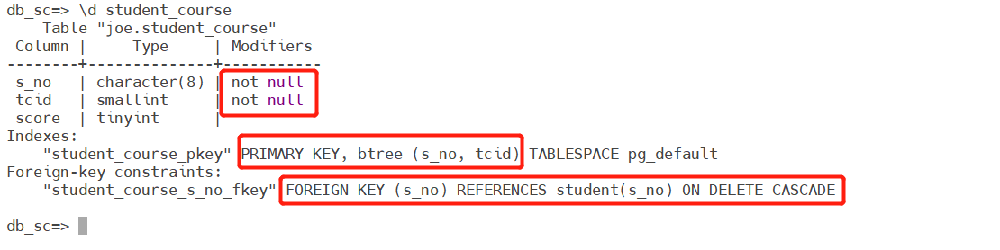 db_sc=> \d student_course
    Table "joe.student_course"
 Column |     Type     | Modifiers
--------+--------------+-----------
 s_no   | character(8) | not null
 tcid   | smallint     | not null
 score  | tinyint      |
Indexes:
    "student_course_pkey" PRIMARY KEY, btree (s_no, tcid) TABLESPACE pg_default
Foreign-key constraints:
    "student_course_s_no_fkey" FOREIGN KEY (s_no) REFERENCES student(s_no) ON DELETE CASCADE
db_sc=>